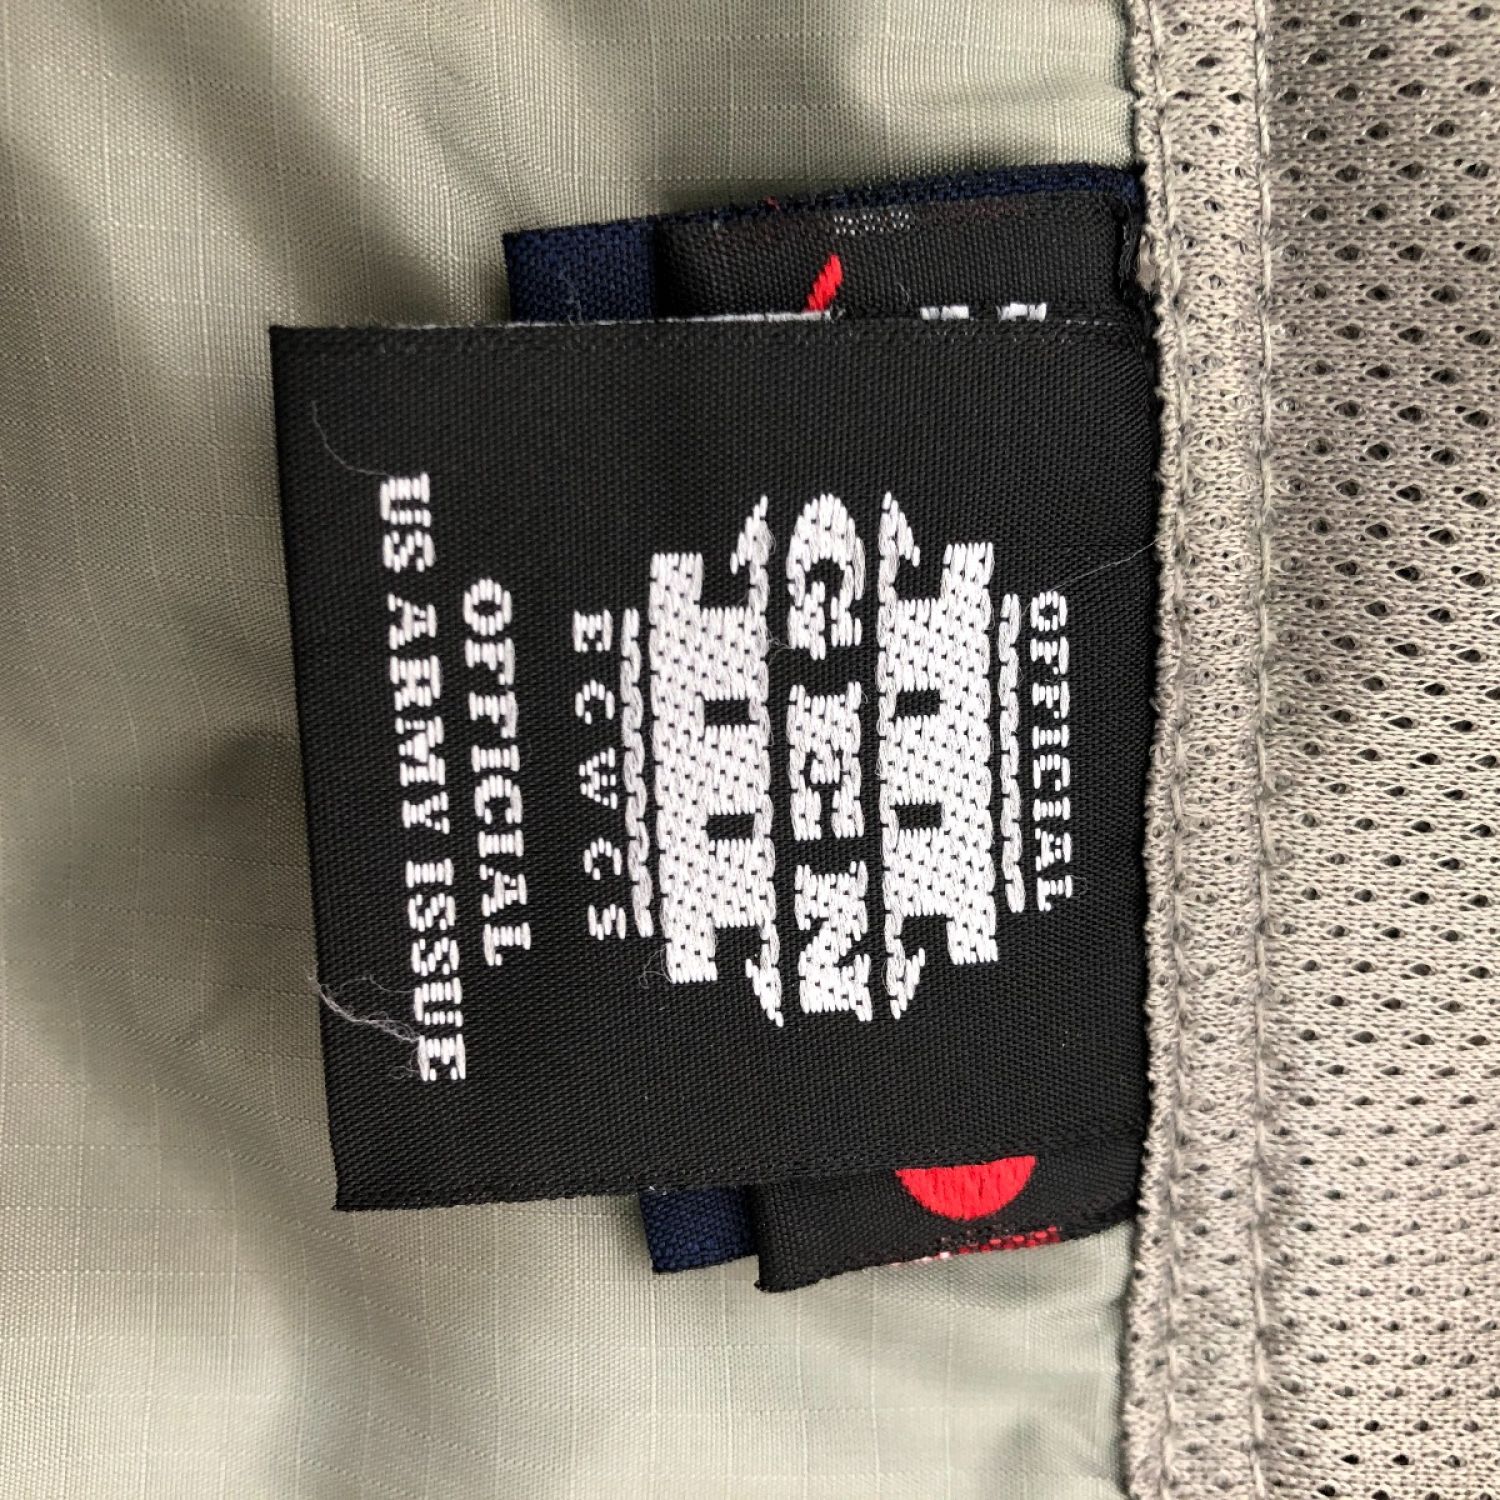 OFFICIAL
GEN
III
ECWCS
OFFICIAL
US ARMY ISSUE